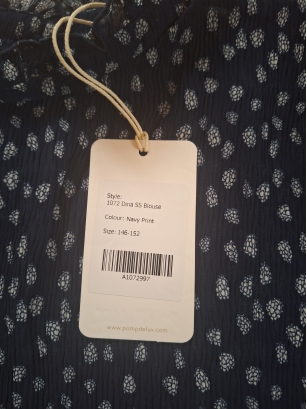 Style:
1072 Dina SS Blouse
Colour: Navy Print
Size: 146-152
A1072997
www.pompdelux.com